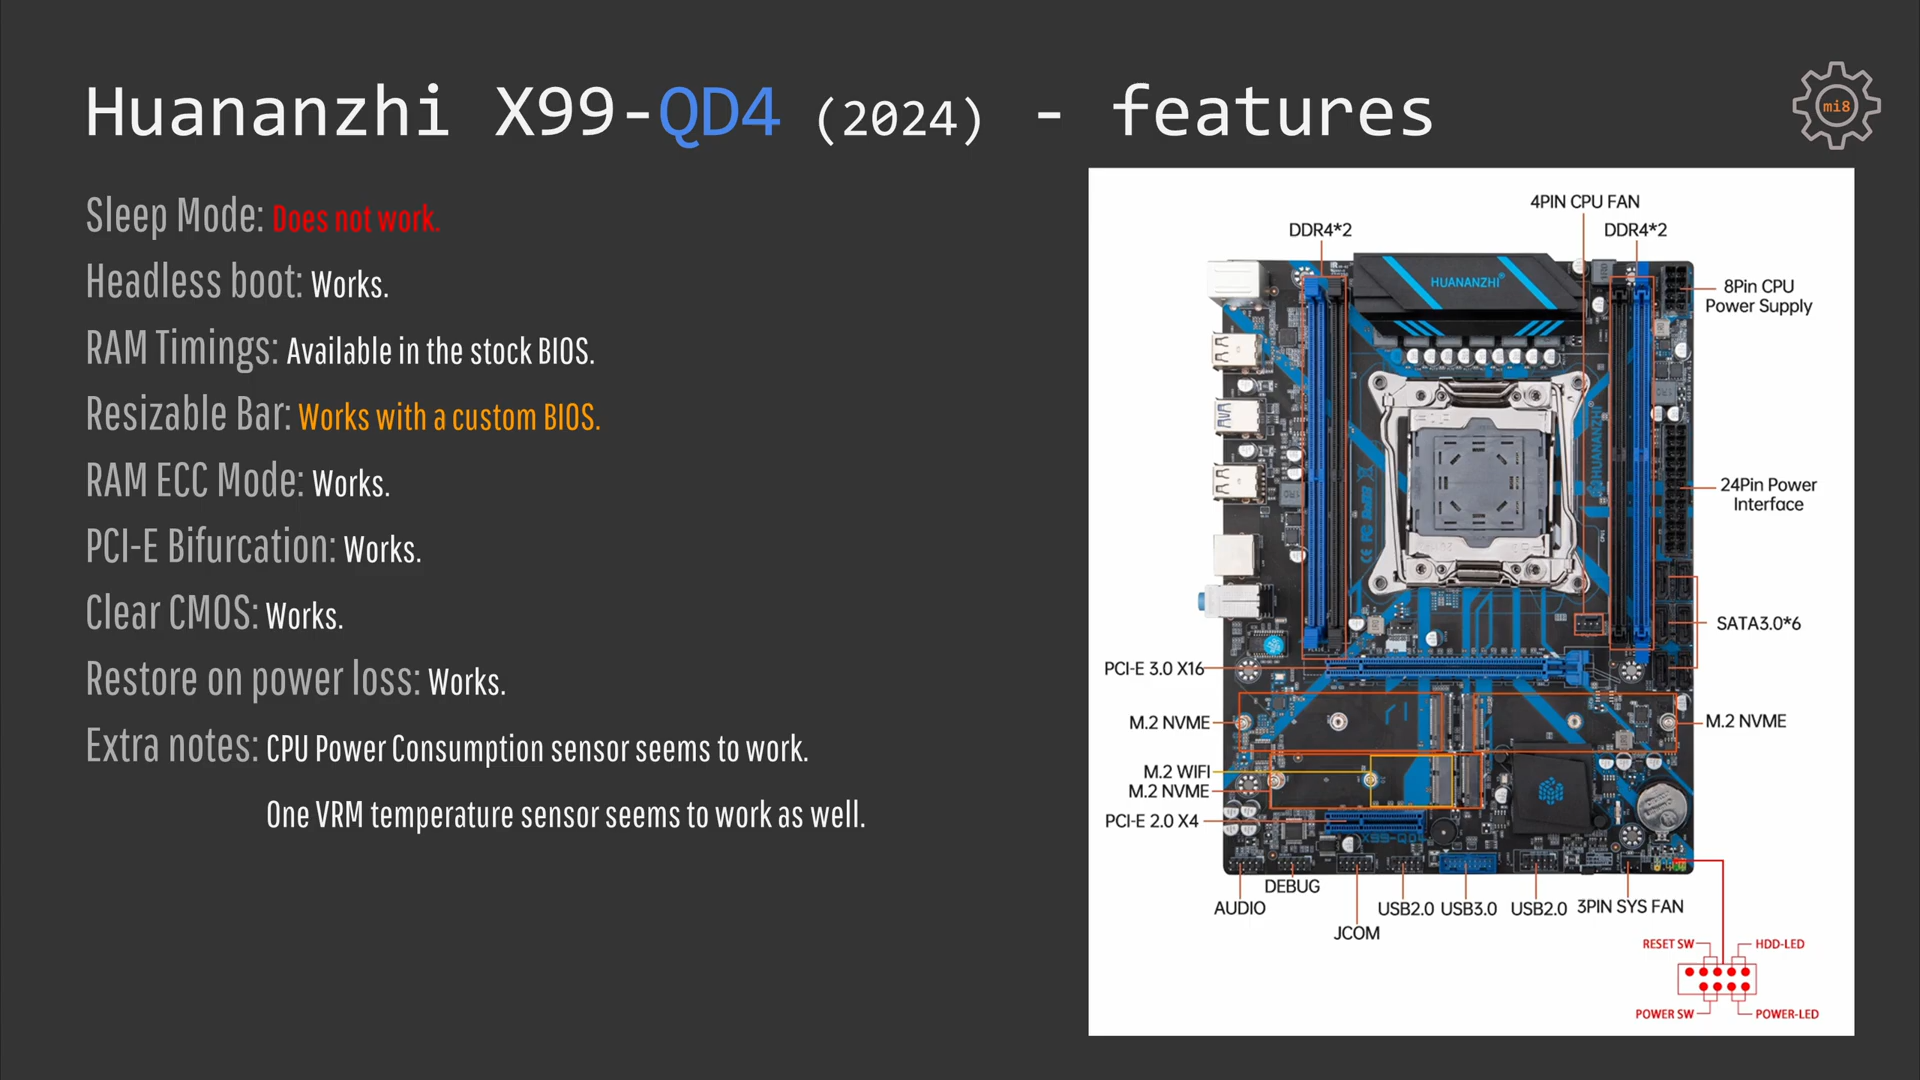 Huananzhi X99-QD4 (2024) - features
mi8
Sleep Mode: Does not work.
Headless boot: Works.
RAM Timings: Available in the stock BIOS.
Resizable Bar: Works with a custom BIOS.
RAM ECC Mode: Works.
PCI-E Bifurcation: Works.
Clear CMOS: Works.
Restore on power loss: Works.
Extra notes: CPU Power Consumption sensor seems to work.
One VRM temperature sensor seems to work as well.
4PIN CPU FAN
DDR4*2
DDR4*2
HUANANZHI®
8Pin CPU
Power Supply
HUANANZHI
24Pin Power
Interface
CE FC RoHS
SATA3.0*6
PCI-E 3.0 X16
M.2 NVME
M.2 NVME
M.2 WIFI
M.2 NVME
PCI-E 2.0 X4
DEBUG
AUDIO
JCOM
USB2.0
USB3.0
USB2.0
3PIN SYS FAN
RESET SW
HDD-LED
POWER SW
POWER-LED